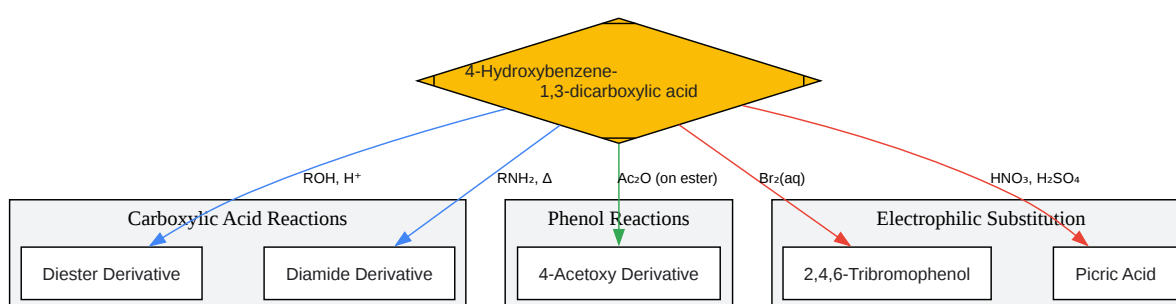 4-Hydroxybenzene-
1,3-dicarboxylic acid
ROH, H⁺
RNH₂, Δ
Ac₂O (on ester)
Br₂(aq)
HNO₃, H₂SO₄
Carboxylic Acid Reactions
Phenol Reactions
Electrophilic Substitution
Diester Derivative
Diamide Derivative
4-Acetoxy Derivative
2,4,6-Tribromophenol
Picric Acid